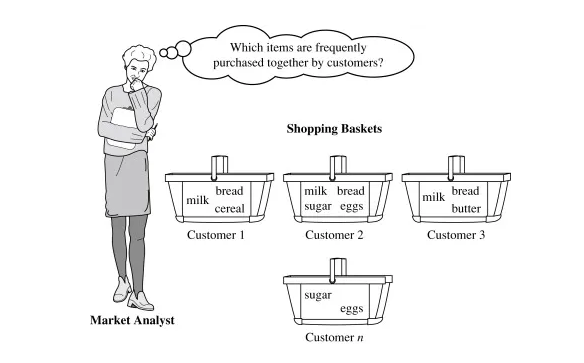 Which items are frequently
purchased together by customers?
Shopping Baskets
milk bread
cereal
Customer 1
milk bread
sugar eggs
Customer 2
milk bread
butter
Customer 3
sugar
eggs
Customer n
Market Analyst